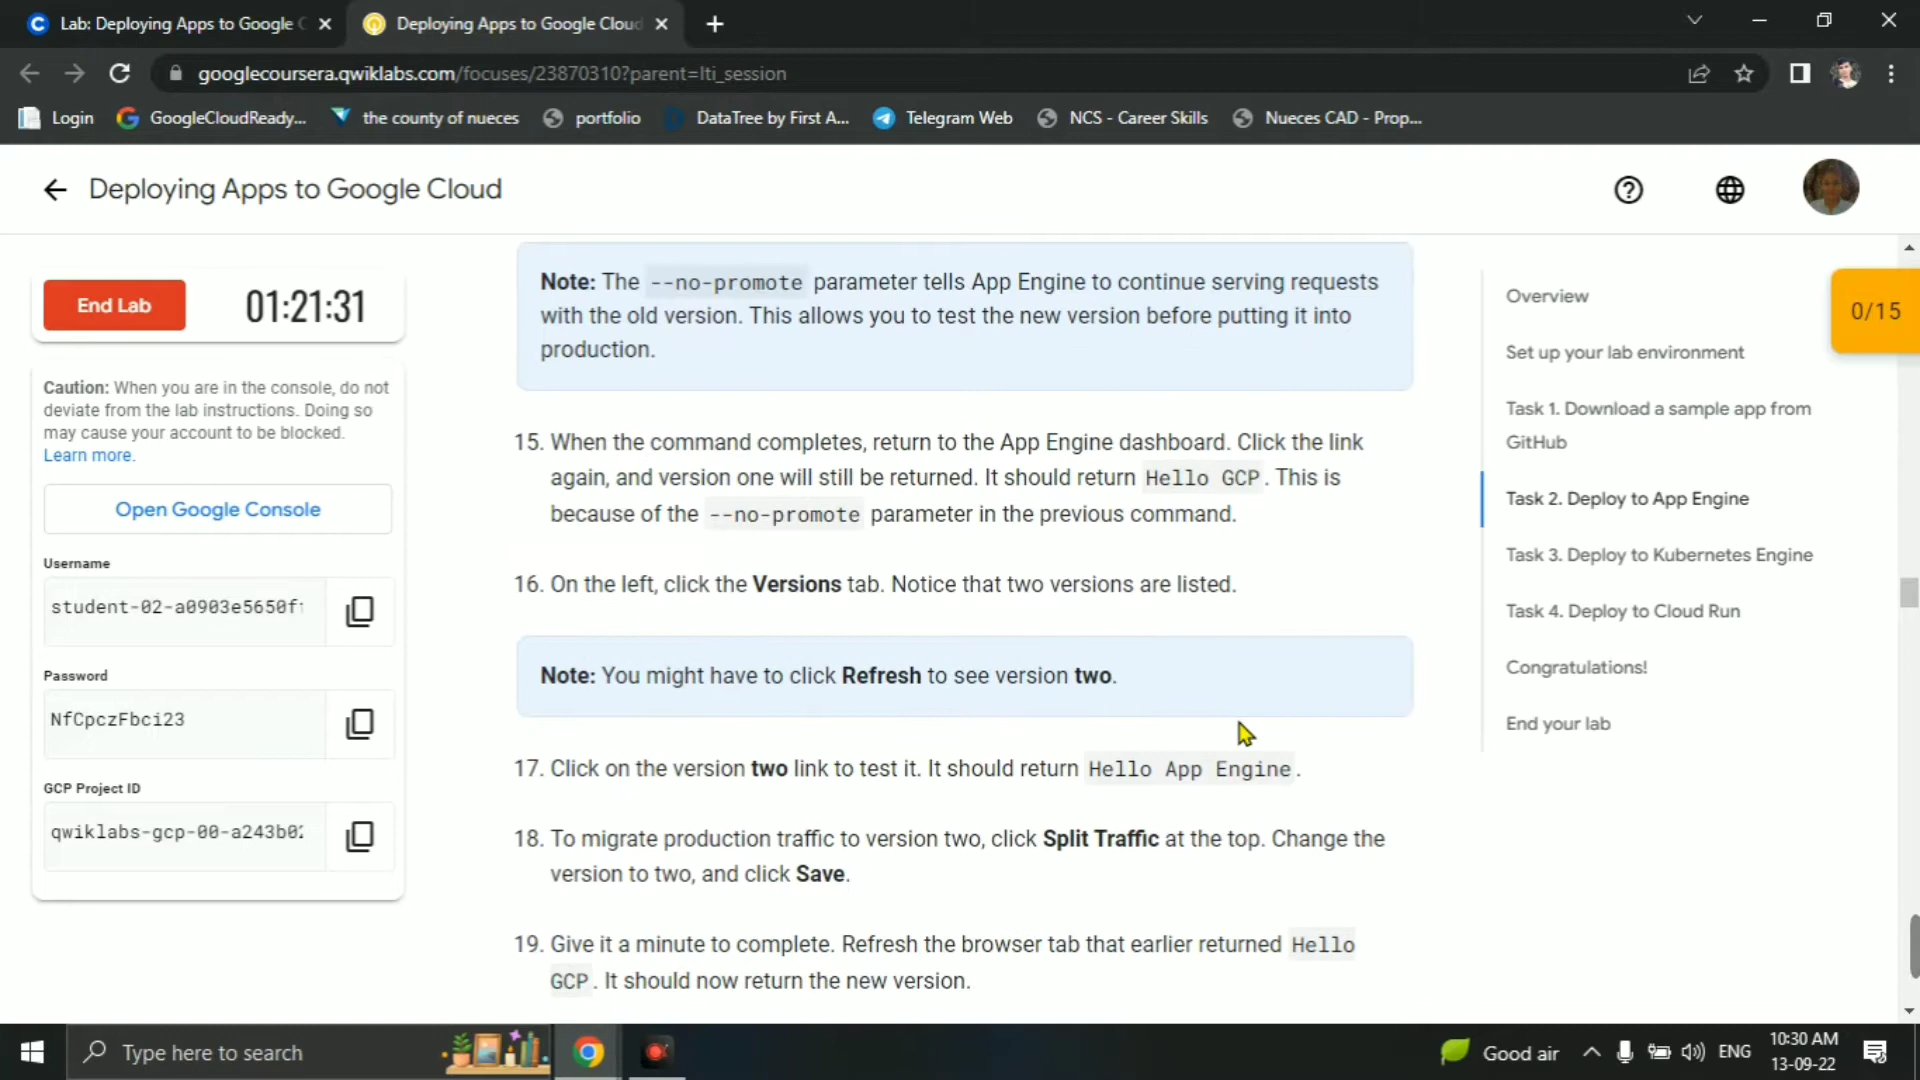 Lab: Deploying Apps to Google C
Deploying Apps to Google Cloud
googlecoursera.qwiklabs.com/focuses/23870310?parent=lti_session
Login
GoogleCloudReady...
the county of nueces
portfolio
DataTree by First A...
Telegram Web
NCS - Career Skills
Nueces CAD - Prop...
Deploying Apps to Google Cloud
End Lab
01:21:31
Caution: When you are in the console, do not
deviate from the lab instructions. Doing so
may cause your account to be blocked.
Learn more.
Open Google Console
Username
student-02-a0903e5650f
Password
NfCpczFbci23
GCP Project ID
qwiklabs-gcp-00-a243b02
Note: The --no-promote parameter tells App Engine to continue serving requests
with the old version. This allows you to test the new version before putting it into
production.
15. When the command completes, return to the App Engine dashboard. Click the link
again, and version one will still be returned. It should return Hello GCP. This is
because of the --no-promote parameter in the previous command.
16. On the left, click the Versions tab. Notice that two versions are listed.
Note: You might have to click Refresh to see version two.
17. Click on the version two link to test it. It should return Hello App Engine.
18. To migrate production traffic to version two, click Split Traffic at the top. Change the
version to two, and click Save.
19. Give it a minute to complete. Refresh the browser tab that earlier returned Hello
GCP. It should now return the new version.
Overview
Set up your lab environment
Task 1. Download a sample app from
GitHub
Task 2. Deploy to App Engine
Task 3. Deploy to Kubernetes Engine
Task 4. Deploy to Cloud Run
Congratulations!
End your lab
0/15
Type here to search
Good air
ENG
10:30 AM
13-09-22